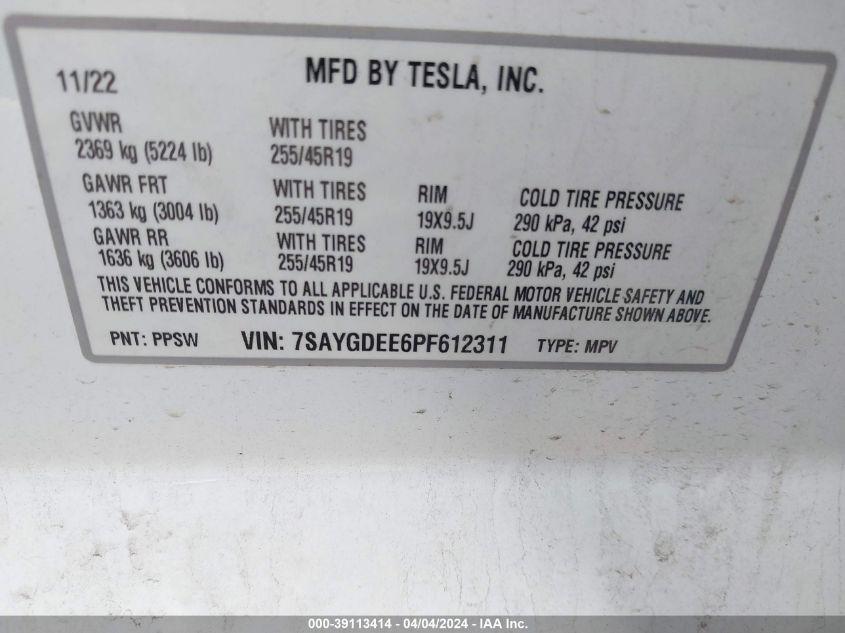 11/22 MFD BY TESLA, INC.
GVWR WITH TIRES
2369 kg (5224 lb) 255/45R19
GAWR FRT WITH TIRES RIM COLD TIRE PRESSURE
1363 kg (3004 lb) 255/45R19 19X9.5J 290 kPa, 42 psi
GAWR RR WITH TIRES RIM COLD TIRE PRESSURE
1636 kg (3606 lb) 255/45R19 19X9.5J 290 kPa, 42 psi
THIS VEHICLE CONFORMS TO ALL APPLICABLE U.S. FEDERAL MOTOR VEHICLE SAFETY AND
THEFT PREVENTION STANDARDS IN EFFECT ON THE DATE OF MANUFACTURE SHOWN ABOVE.
PNT: PPSW VIN: 7SAYGDEE6PF612311 TYPE: MPV
000-39113414 - 04/04/2024 - IAA Inc.